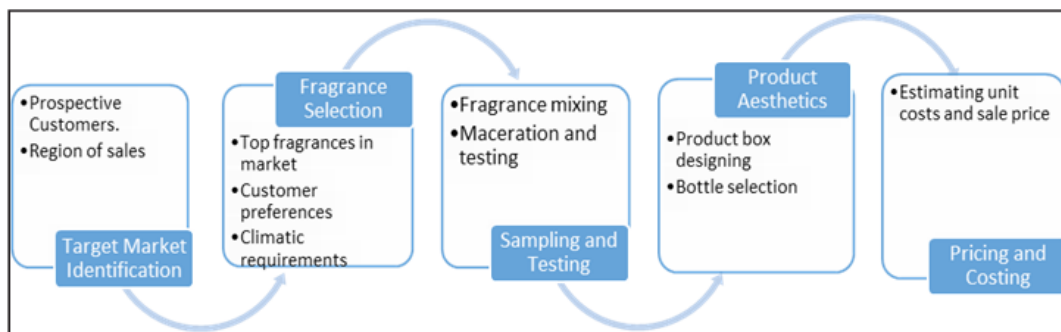 •Prospective
Customers.
•Region of sales
Target Market
Identification
Fragrance
Selection
•Top fragrances in
market
•Customer
preferences
•Climatic
requirements
•Fragrance mixing
•Maceration and
testing
Sampling and
Testing
Product
Aesthetics
•Product box
designing
•Bottle selection
•Estimating unit
costs and sale price
Pricing and
Costing